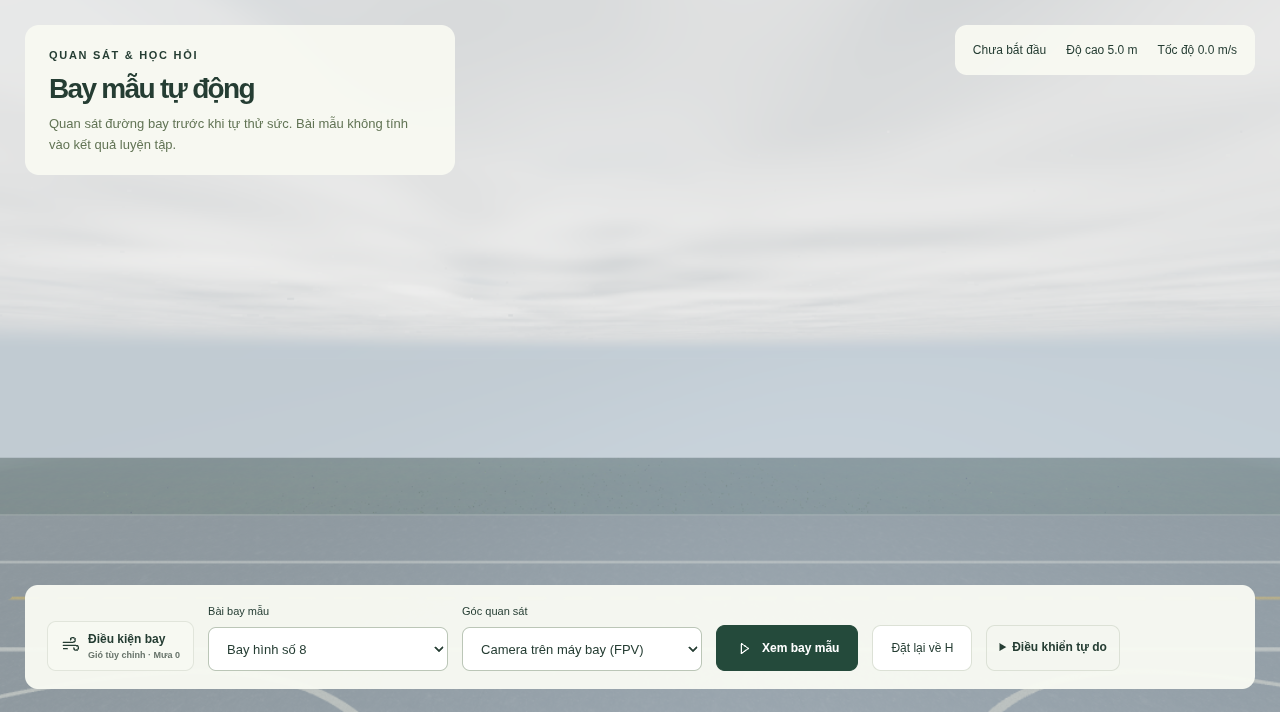 QUAN SÁT & HỌC HỎI
Bay mẫu tự động
Quan sát đường bay trước khi tự thử sức. Bài mẫu không tính
vào kết quả luyện tập.
Chưa bắt đầu Độ cao 5.0 m Tốc độ 0.0 m/s
Điều kiện bay
Gió tùy chỉnh · Mưa 0
Bài bay mẫu
Bay hình số 8
Góc quan sát
Camera trên máy bay (FPV)
Xem bay mẫu
Đặt lại về H
Điều khiển tự do